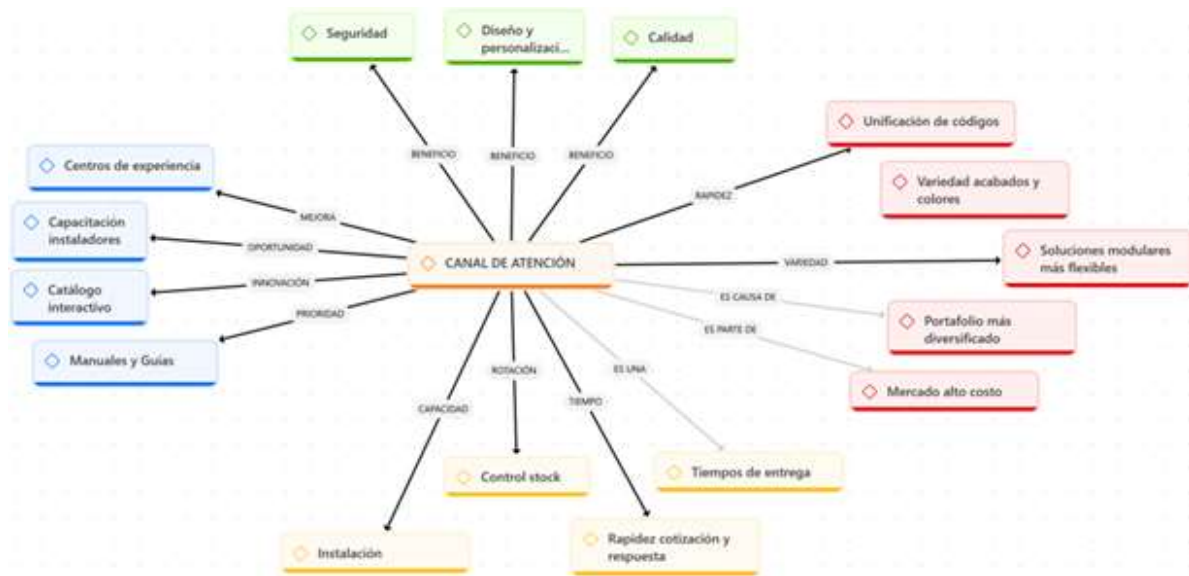 Seguridad
Diseño y
personalizaci...
Calidad
Unificación de códigos
Centros de experiencia
BENEFICIO
BENEFICIO
BENEFICIO
Variedad acabados y
colores
RAPIDEZ
Capacitación
instaladores
MEJORA
OPORTUNIDAD
CANAL DE ATENCIÓN
VARIEDAD
Soluciones modulares
más flexibles
Catálogo
interactivo
INNOVACIÓN
PRIORIDAD
ES CAUSA DE
Portafolio más
diversificado
ES PARTE DE
Manuales y Guías
ROTACIÓN
ES UNA
Mercado alto costo
CAPACIDAD
TIEMPO
Control stock
Tiempos de entrega
Instalación
Rapidez cotización y
respuesta